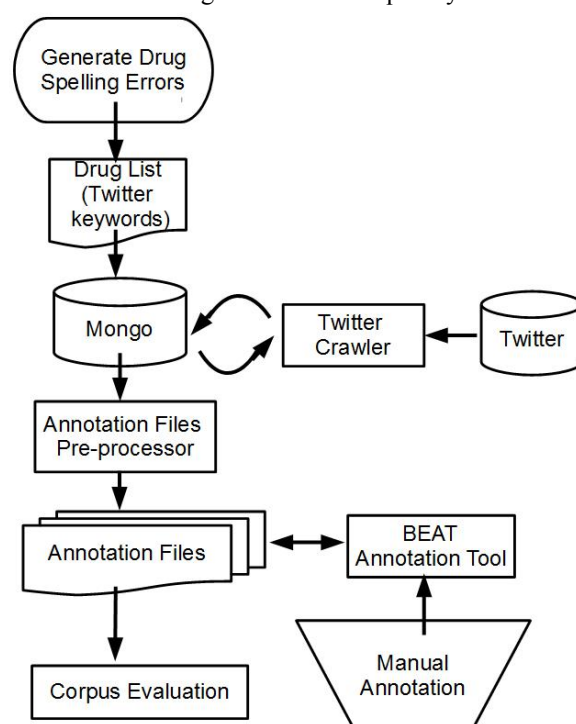 Generate Drug
Spelling Errors
Drug List
(Twitter
keywords)
Mongo
Twitter
Crawler
Twitter
Annotation Files
Pre-processor
Annotation Files
BEAT
Annotation Tool
Manual
Annotation
Corpus Evaluation